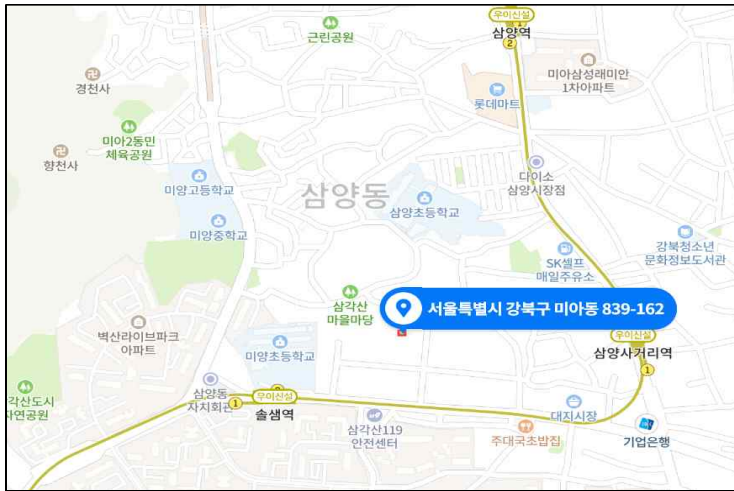 우이신설
1
삼양역
2
근린공원
미아삼성래미안
1차아파트
경천사
롯데마트
미아2동민
체육공원
향천사
다이소
삼양시장점
미양고등학교
삼양동
삼양초등학교
미양중학교
강북청소년
문화정보도서관
SK셀프
매일주유소
삼각산
마을마당
서울특별시 강북구 미아동 839-162
벽산라이브파크
아파트
우이신설
삼양사거리역
1
미양초등학교
삼양동
자치회관
1
우이신설
솔샘역
각산도시
자연공원
대지시장
삼각산119
안전센터
주대국초밥집
기업은행